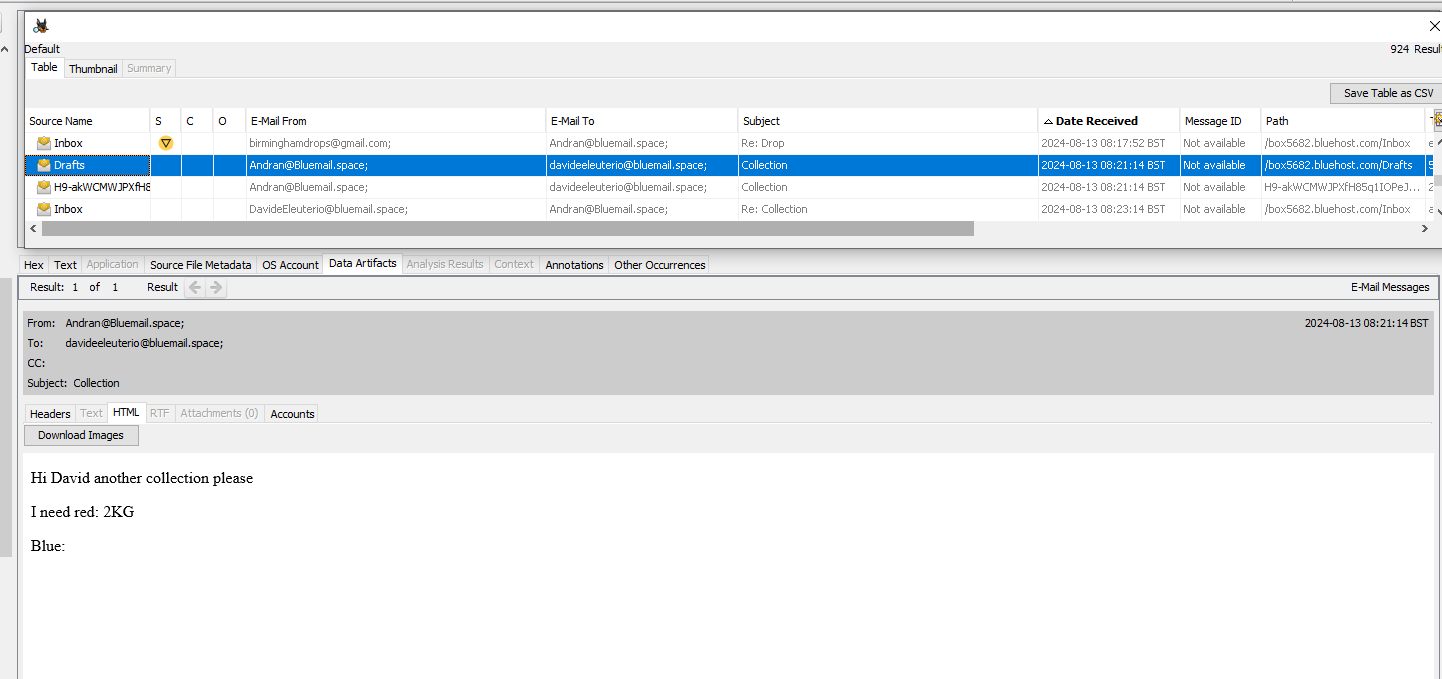 Default
924 Result
Table Thumbnail Summary
Save Table as CSV
Source Name S C O E-Mail From E-Mail To Subject Date Received Message ID Path
Inbox birminghamdrops@gmail.com; Andran@Bluemail.space; Re: Drop 2024-08-13 08:17:52 BST Not available /box5682.bluehost.com/Inbox
Drafts Andran@Bluemail.space; davideeleuterio@bluemail.space; Collection 2024-08-13 08:21:14 BST Not available /box5682.bluehost.com/Drafts
H9-akWCMWJPXfH8 Andran@Bluemail.space; davideeleuterio@bluemail.space; Collection 2024-08-13 08:21:14 BST Not available H9-akWCMWJPXfH85q1IOPeJ...
Inbox DavidEleuterio@bluemail.space; Andran@Bluemail.space; Re: Collection 2024-08-13 08:23:14 BST Not available /box5682.bluehost.com/Inbox
Hex Text Application Source File Metadata OS Account Data Artifacts Analysis Results Context Annotations Other Occurrences
Result: 1 of 1 Result E-Mail Messages
From: Andran@Bluemail.space; 2024-08-13 08:21:14 BST
To: davideeleuterio@bluemail.space;
CC:
Subject: Collection
Headers Text HTML RTF Attachments (0) Accounts
Download Images
Hi David another collection please
I need red: 2KG
Blue: